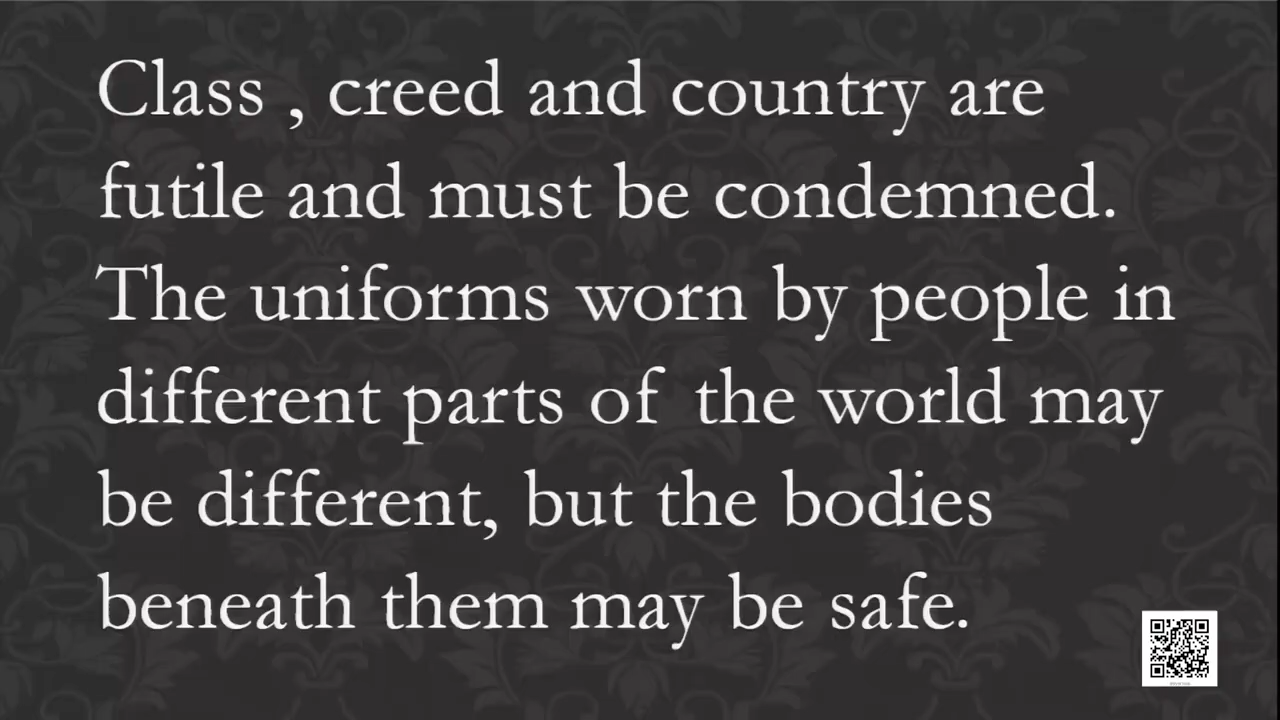 Class , creed and country are
futile and must be condemned.
The uniforms worn by people in
different parts of the world may
be different, but the bodies
beneath them may be safe.